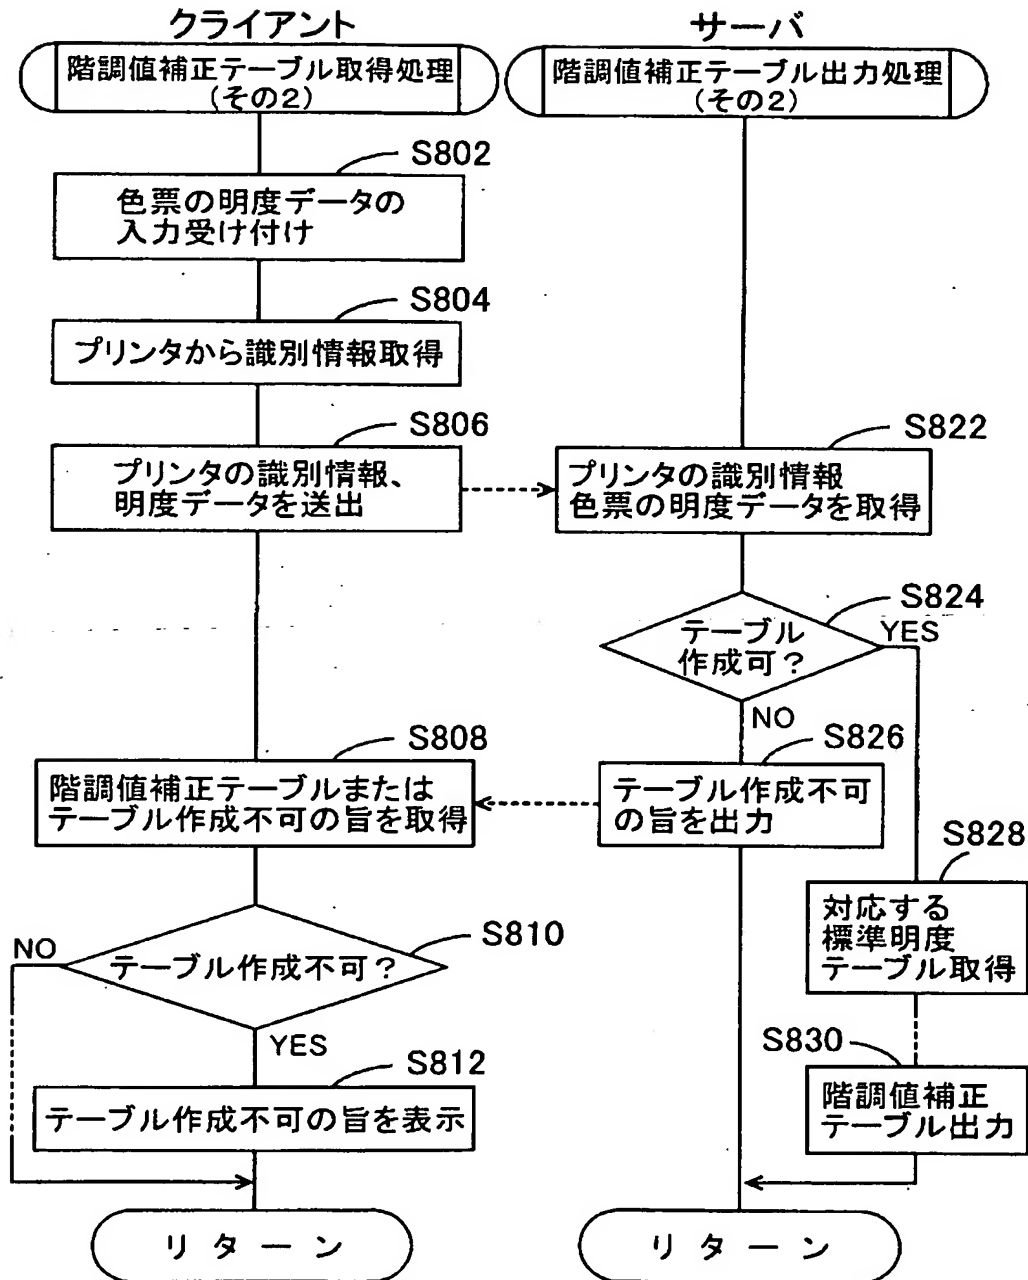 クライアント
階調値補正テーブル取得処理
(その2)
S802
色票の明度データの
入力受け付け
S804
プリンタから識別情報取得
S806
プリンタの識別情報、
明度データを送出
S808
階調値補正テーブルまたは
テーブル作成不可の旨を取得
S810
NO
テーブル作成不可?
YES
S812
テーブル作成不可の旨を表示
リターン
サーバ
階調値補正テーブル出力処理
(その2)
S822
プリンタの識別情報
色票の明度データを取得
S824
テーブル
作成可?
YES
NO
S826
テーブル作成不可
の旨を出力
S828
対応する
標準明度
テーブル取得
S830
階調値補正
テーブル出力
リターン